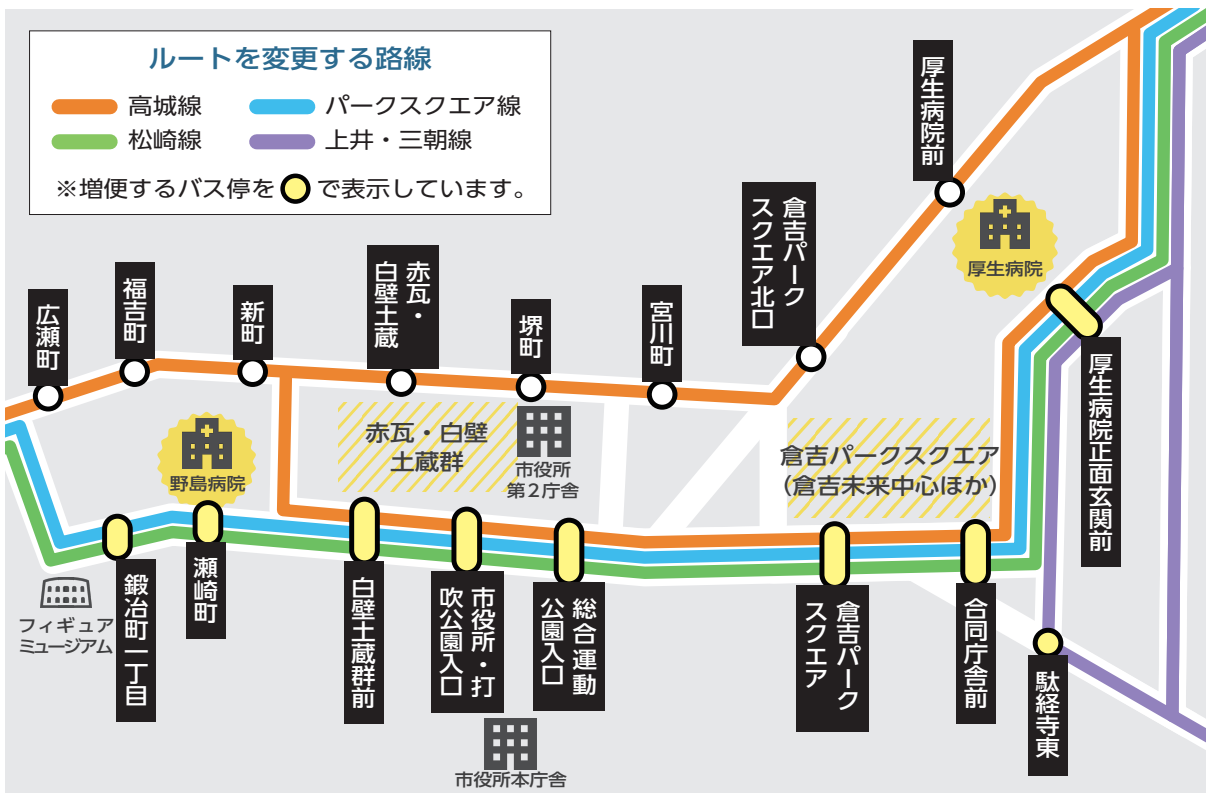 ルートを変更する路線
高城線
パークスクエア線
松崎線
上井・三朝線
※増便するバス停を
で表示しています。
厚生病院前
倉吉パーク
スクエア北口
厚生病院
赤瓦・
白壁土蔵
福吉町
広瀬町
新町
堺町
宮川町
厚生病院正面玄関前
赤瓦・白壁
土蔵群
市役所
第2庁舎
倉吉パークスクエア
(倉吉未来中心ほか)
野島病院
フィギュア
ミュージアム
鍛冶町一丁目
瀬崎町
白壁土蔵群前
市役所・打
吹公園入口
総合運動
公園入口
倉吉パーク
スクエア
合同庁舎前
駄経寺東
市役所本庁舎